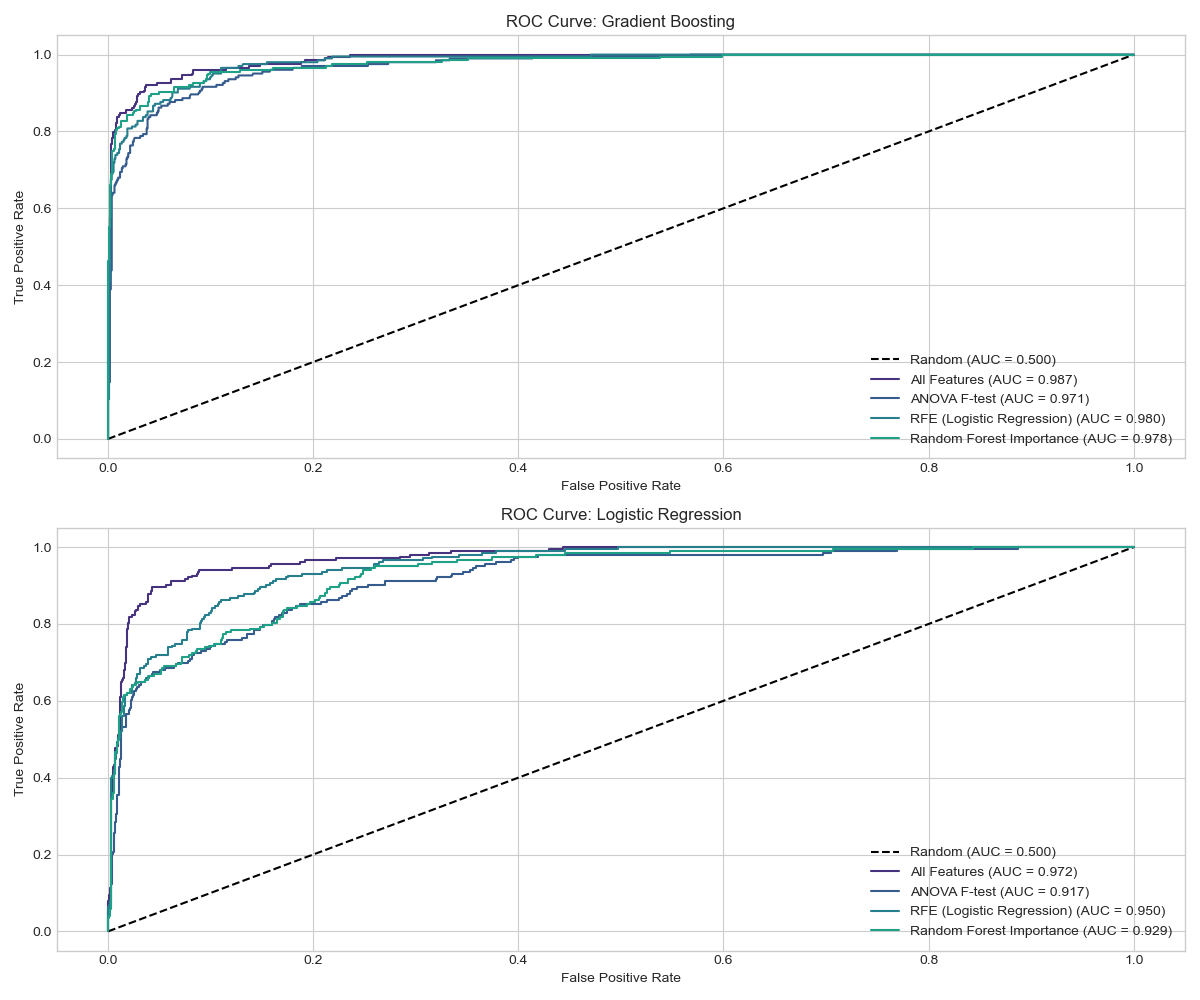 ROC Curve: Gradient Boosting
True Positive Rate
1.0
0.8
0.6
0.4
0.2
0.0
Random (AUC = 0.500)
All Features (AUC = 0.987)
ANOVA F-test (AUC = 0.971)
RFE (Logistic Regression) (AUC = 0.980)
Random Forest Importance (AUC = 0.978)
0.0 0.2 0.4 0.6 0.8 1.0
False Positive Rate
ROC Curve: Logistic Regression
True Positive Rate
1.0
0.8
0.6
0.4
0.2
0.0
Random (AUC = 0.500)
All Features (AUC = 0.972)
ANOVA F-test (AUC = 0.917)
RFE (Logistic Regression) (AUC = 0.950)
Random Forest Importance (AUC = 0.929)
0.0 0.2 0.4 0.6 0.8 1.0
False Positive Rate